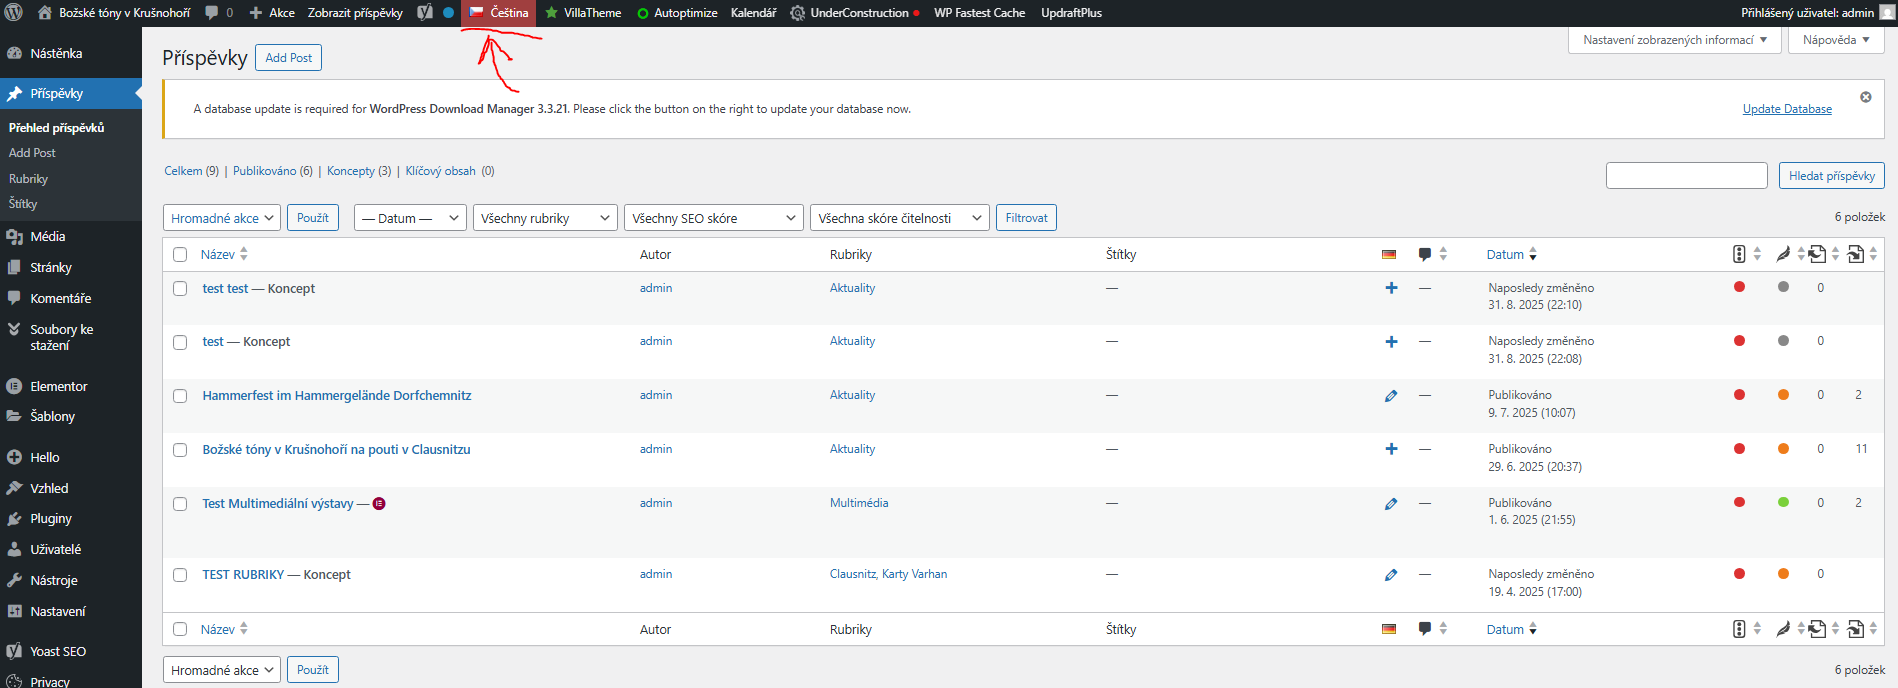 Božské tóny v Krušnohoří 0 Akce Zobrazit příspěvky Čeština VillaTheme Autoptimize Kalendář UnderConstruction WP Fastest Cache UpdraftPlus Přihlášený uživatel: admin
Nastavení zobrazených informací ▼ Nápověda ▼
Nástěnka
Příspěvky
Přehled příspěvků
Add Post
Rubriky
Štítky
Média
Stránky
Komentáře
Soubory ke
stažení
Elementor
Šablony
Hello
Vzhled
Pluginy
Uživatelé
Nástroje
Nastavení
Yoast SEO
Privacy
Příspěvky Add Post
A database update is required for WordPress Download Manager 3.3.21. Please click the button on the right to update your database now. Update Database
Celkem (9) | Publikováno (6) | Koncepty (3) | Klíčový obsah (0)
Hledat příspěvky
Hromadné akce Použít — Datum — Všechny rubriky Všechny SEO skóre Všechna skóre čitelnosti Filtrovat 6 položek
Název Autor Rubriky Štítky Datum
test test — Koncept admin Aktuality — — Naposledy změněno 0
31. 8. 2025 (22:10)
test — Koncept admin Aktuality — — Naposledy změněno 0
31. 8. 2025 (22:08)
Hammerfest im Hammergelände Dorfchemnitz admin Aktuality — — Publikováno 0 2
9. 7. 2025 (10:07)
Božské tóny v Krušnohoří na pouti v Clausnitzu admin Aktuality — — Publikováno 0 11
29. 6. 2025 (20:37)
Test Multimediální výstavy — admin Multimédia — — Publikováno 0 2
1. 6. 2025 (21:55)
TEST RUBRIKY — Koncept admin Clausnitz, Karty Varhan — — Naposledy změněno 0
19. 4. 2025 (17:00)
Název Autor Rubriky Štítky Datum
Hromadné akce Použít 6 položek